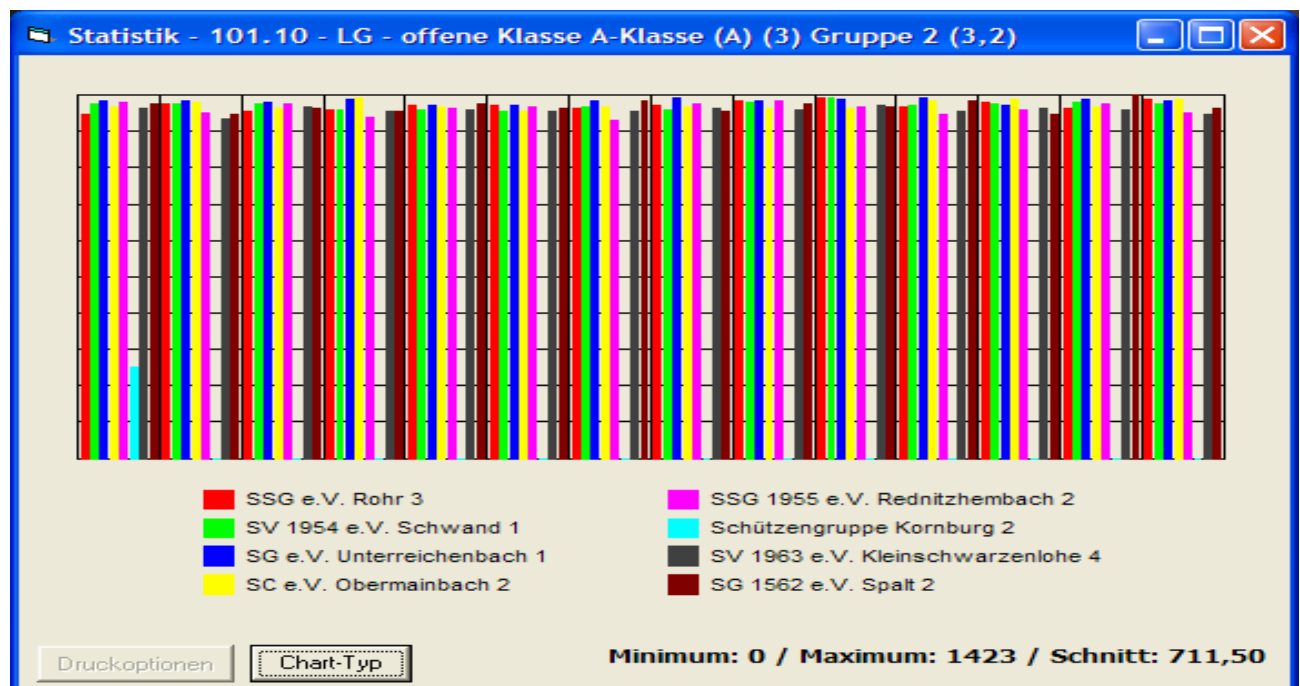 Statistik - 101.10 - LG - offene Klasse A-Klasse (A) (3) Gruppe 2 (3,2)
SSG e.V. Rohr 3
SV 1954 e.V. Schwand 1
SG e.V. Unterreichenbach 1
SC e.V. Obermainbach 2
SSG 1955 e.V. Rednitzhembach 2
Schützengruppe Kornburg 2
SV 1963 e.V. Kleinschwarzenlohe 4
SG 1562 e.V. Spalt 2
Druckoptionen
Chart-Typ
Minimum: 0 / Maximum: 1423 / Schnitt: 711,50